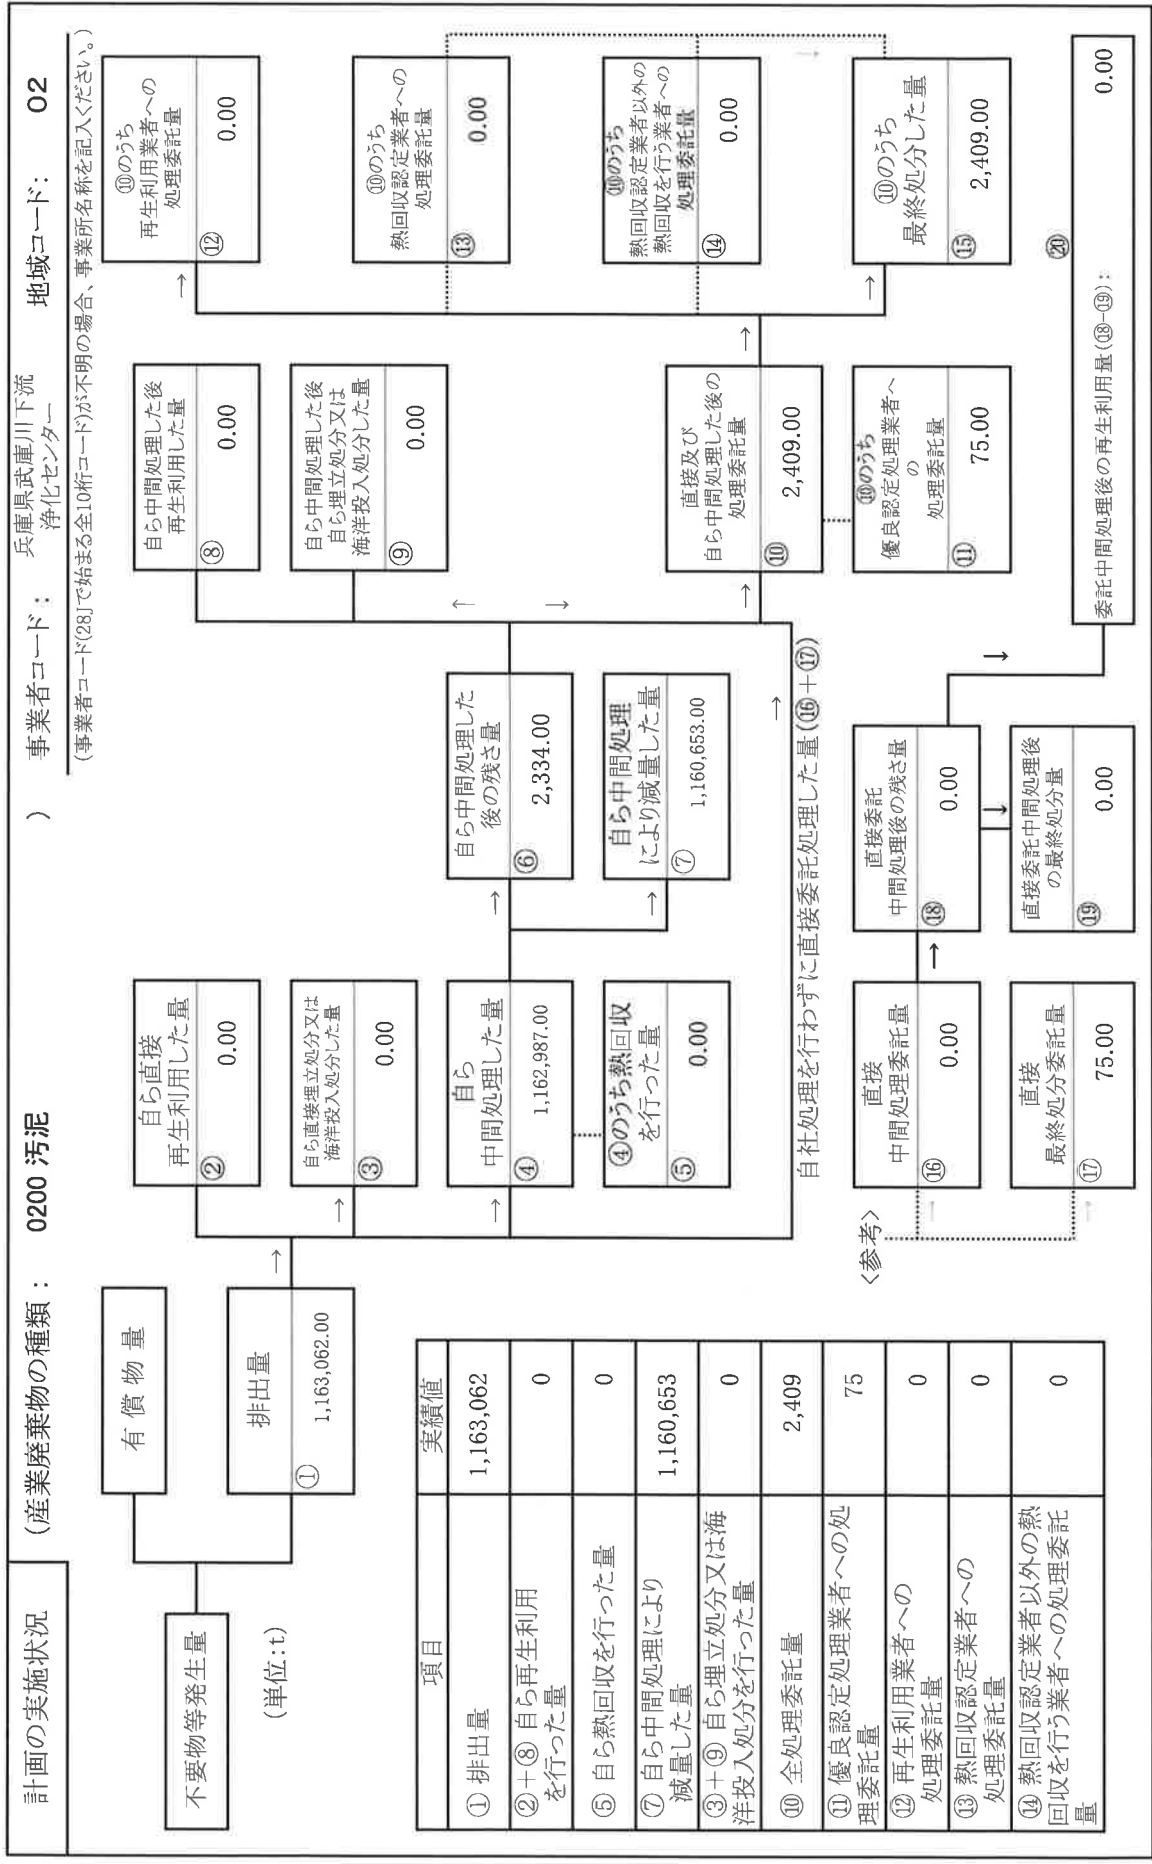 計画の実施状況
(産業廃棄物の種類： 0200 汚泥 )
事業者コード： 兵庫県武庫川下流
浄化センター
地域コード： 02
(事業者コード(「28」で始まる全10桁コード)が不明の場合、事業所名称を記入ください。)
不要物等発生量
(単位:t)
有償物量
排出量
① 1,163,062.00
自ら直接
再生利用した量
② 0.00
自ら直接埋立処分又は
海洋投入処分した量
③ 0.00
自ら
中間処理した量
④ 1,162,987.00
④のうち熱回収
を行った量
⑤ 0.00
自ら中間処理した
後の残さ量
⑥ 2,334.00
自ら中間処理
により減量した量
⑦ 1,160,653.00
自ら中間処理した後
再生利用した量
⑧ 0.00
自ら中間処理した後
自ら埋立処分又は
海洋投入処分した量
⑨ 0.00
直接及び
自ら中間処理した後の
処理委託量
⑩ 2,409.00
⑩のうち
優良認定処理業者へ
の
処理委託量
⑪ 75.00
⑩のうち
再生利用業者への
処理委託量
⑫ 0.00
⑩のうち
熱回収認定業者への
処理委託量
⑬ 0.00
⑩のうち
熱回収認定業者以外の
熱回収を行う業者への
処理委託量
⑭ 0.00
⑩のうち
最終処分した量
⑮ 2,409.00
自社処理を行わずに直接委託処理した量(⑯+⑰)
<参考>
直接
中間処理委託量
⑯ 0.00
直接
最終処分委託量
⑰ 75.00
直接委託
中間処理後の残さ量
⑱ 0.00
直接委託中間処理後
の最終処分量
⑲ 0.00
⑳
委託中間処理後の再生利用量(⑱-⑲)： 0.00
項目 実績値
① 排出量 1,163,062
②+⑧ 自ら再生利用
を行った量 0
⑤ 自ら熱回収を行った量 0
⑦ 自ら中間処理により
減量した量 1,160,653
③+⑨ 自ら埋立処分又は海
洋投入処分を行った量 0
⑩ 全処理委託量 2,409
⑪ 優良認定処理業者への処
理委託量 75
⑫ 再生利用業者への
処理委託量 0
⑬ 熱回収認定業者への
処理委託量 0
⑭ 熱回収認定業者以外の熱
回収を行う業者への処理委託
量 0